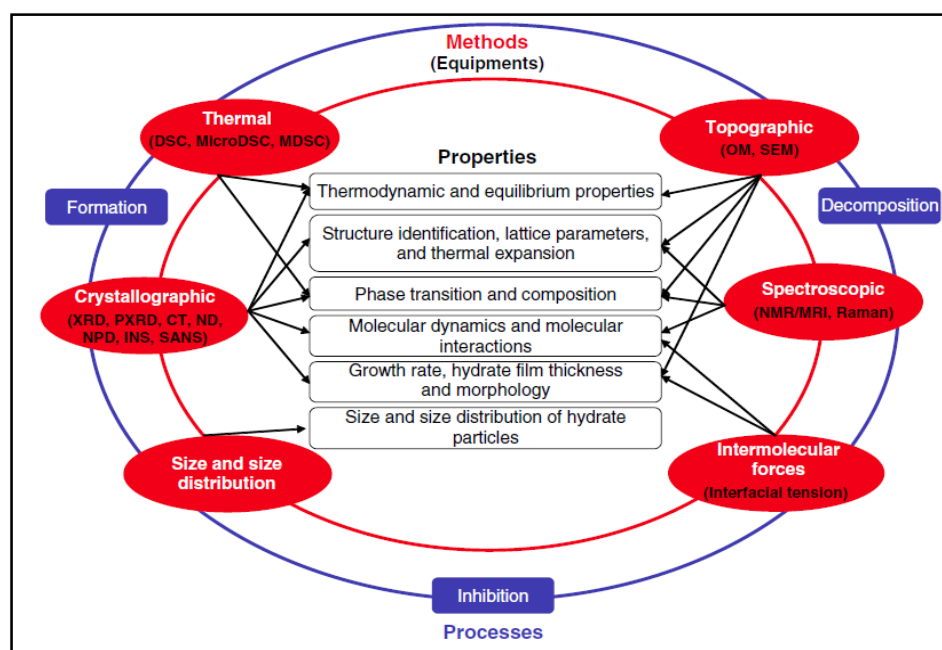 Methods
(Equipments)
Thermal
(DSC, MicroDSC, MDSC)
Topographic
(OM, SEM)
Properties
Thermodynamic and equilibrium properties
Formation
Decomposition
Structure identification, lattice parameters,
and thermal expansion
Crystallographic
(XRD, PXRD, CT, ND,
NPD, INS, SANS)
Phase transition and composition
Spectroscopic
(NMR/MRI, Raman)
Molecular dynamics and molecular
interactions
Growth rate, hydrate film thickness
and morphology
Size and size distribution of hydrate
particles
Size and size
distribution
Intermolecular
forces
(Interfacial tension)
Inhibition
Processes